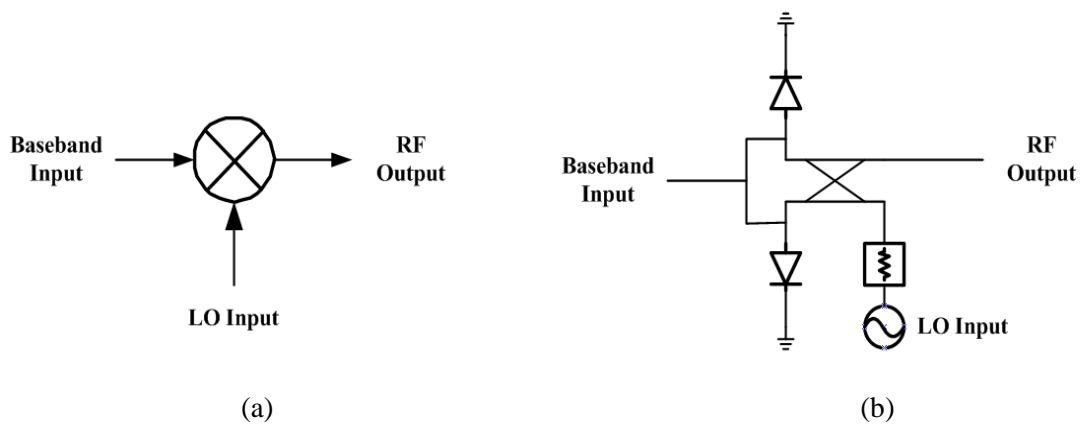 Baseband
Input
RF
Output
LO Input
(a)
Baseband
Input
RF
Output
LO Input
(b)